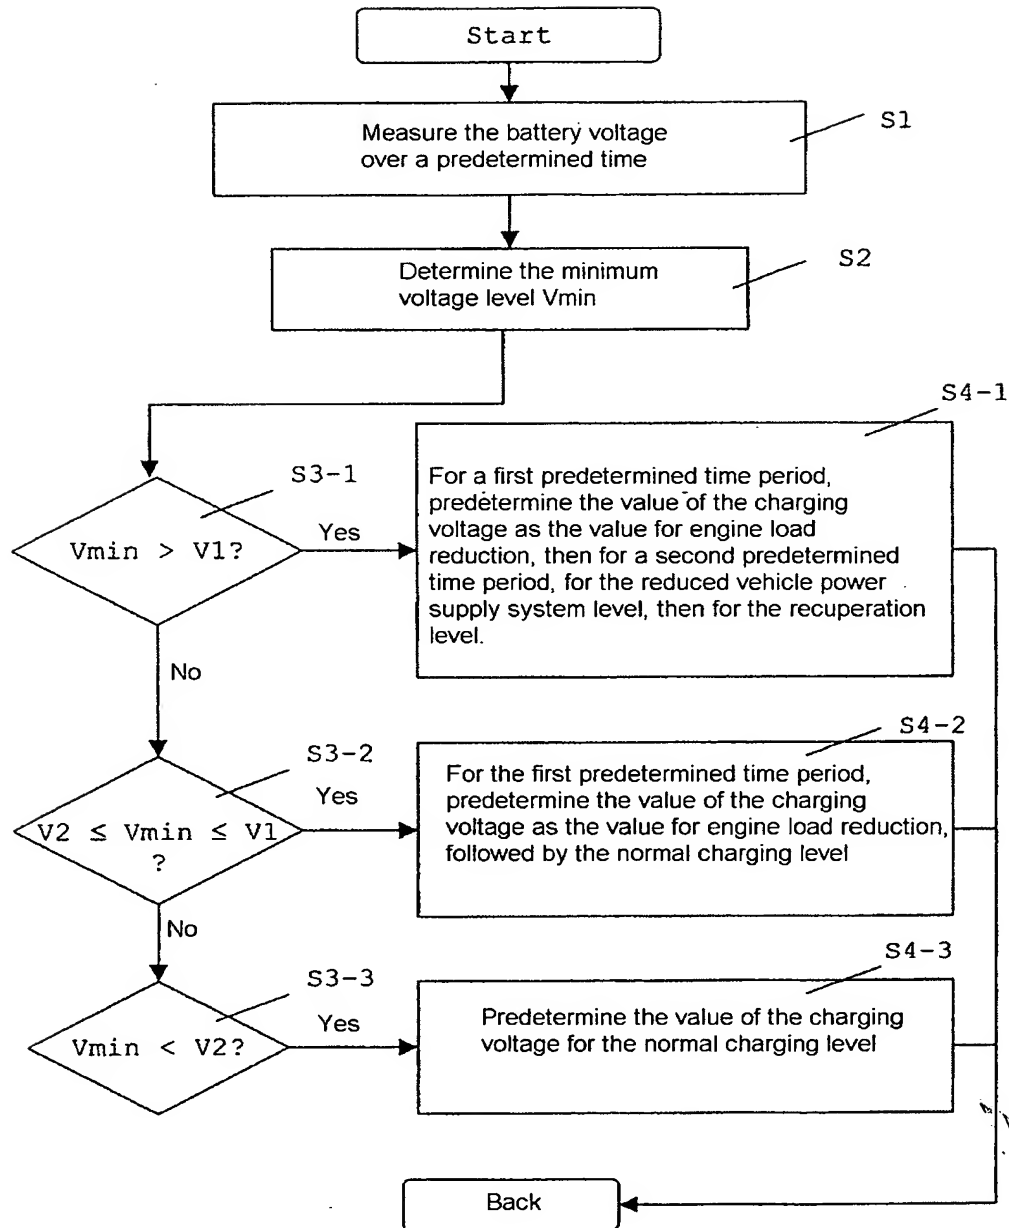 Start
S1
Measure the battery voltage
over a predetermined time
S2
Determine the minimum
voltage level Vmin
S4-1
S3-1
For a first predetermined time period,
predetermine the value of the charging
voltage as the value for engine load
reduction, then for a second predetermined
time period, for the reduced vehicle power
supply system level, then for the recuperation
level.
Vmin > V1?
Yes
No
S4-2
S3-2
For the first predetermined time period,
predetermine the value of the charging
voltage as the value for engine load reduction,
followed by the normal charging level
Yes
V2 ≤ Vmin ≤ V1
?
No
S4-3
S3-3
Predetermine the value of the charging
voltage for the normal charging level
Yes
Vmin < V2?
Back